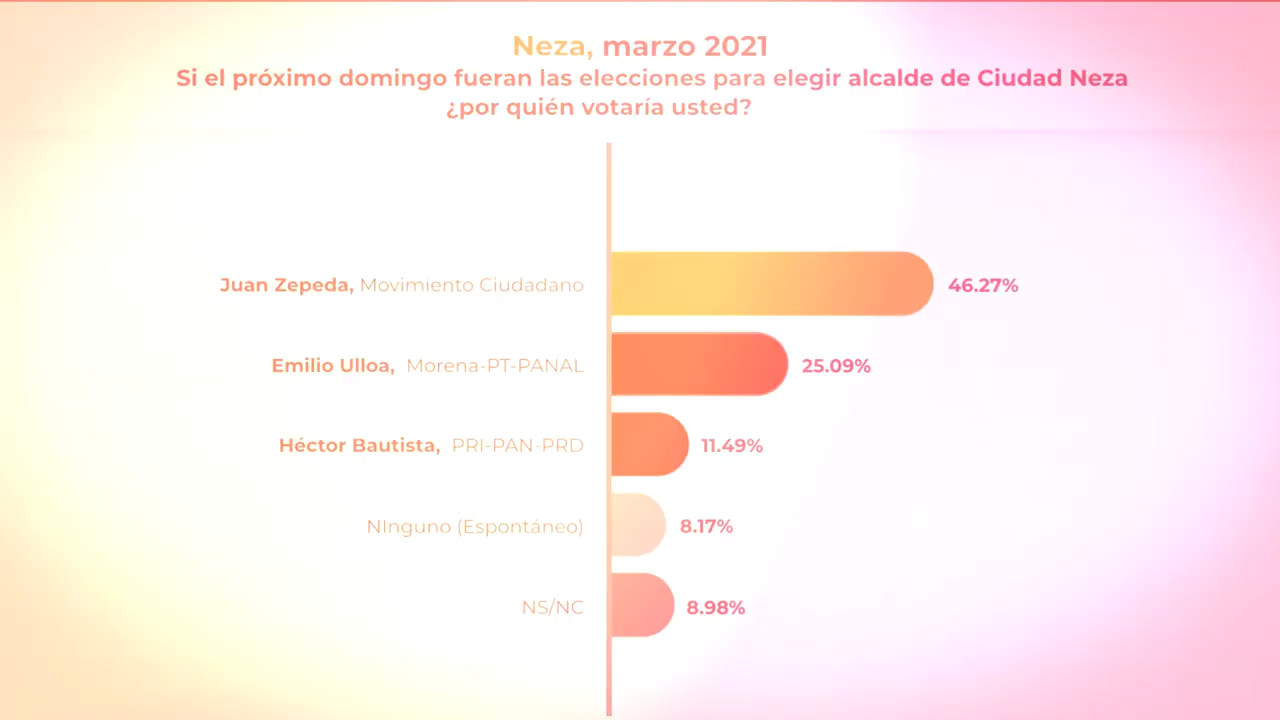 Neza, marzo 2021
Si el próximo domingo fueran las elecciones para elegir alcalde de Ciudad Neza
¿por quién votaría usted?
Juan Zepeda, Movimiento Ciudadano 46.27%
Emilio Ulloa, Morena-PT-PANAL 25.09%
Héctor Bautista, PRI-PAN-PRD 11.49%
NInguno (Espontáneo) 8.17%
NS/NC 8.98%